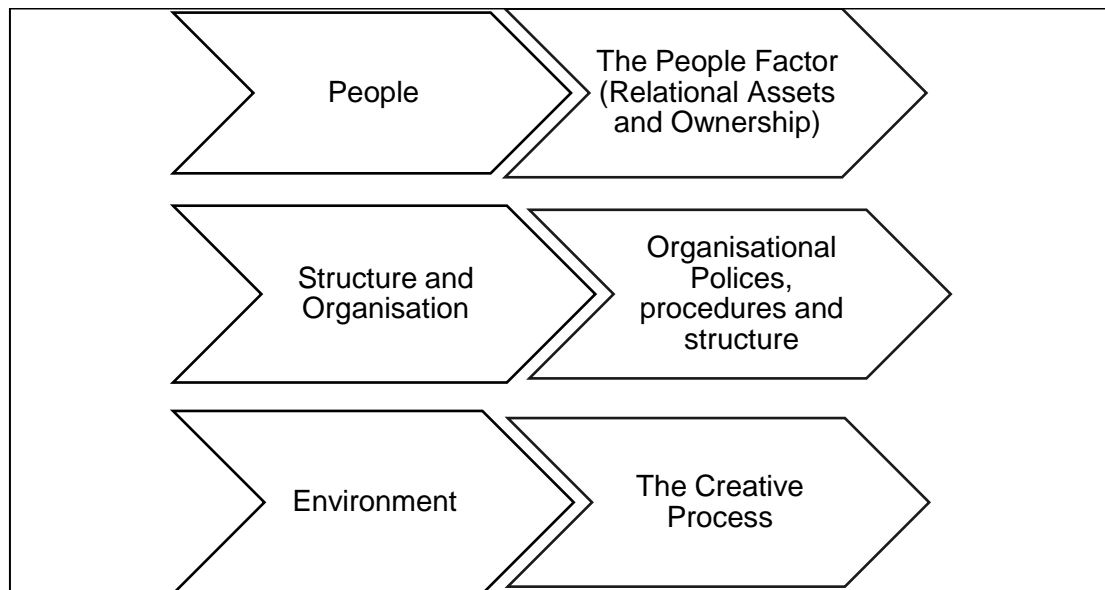 People
The People Factor
(Relational Assets
and Ownership)
Structure and
Organisation
Organisational
Polices,
procedures and
structure
Environment
The Creative
Process